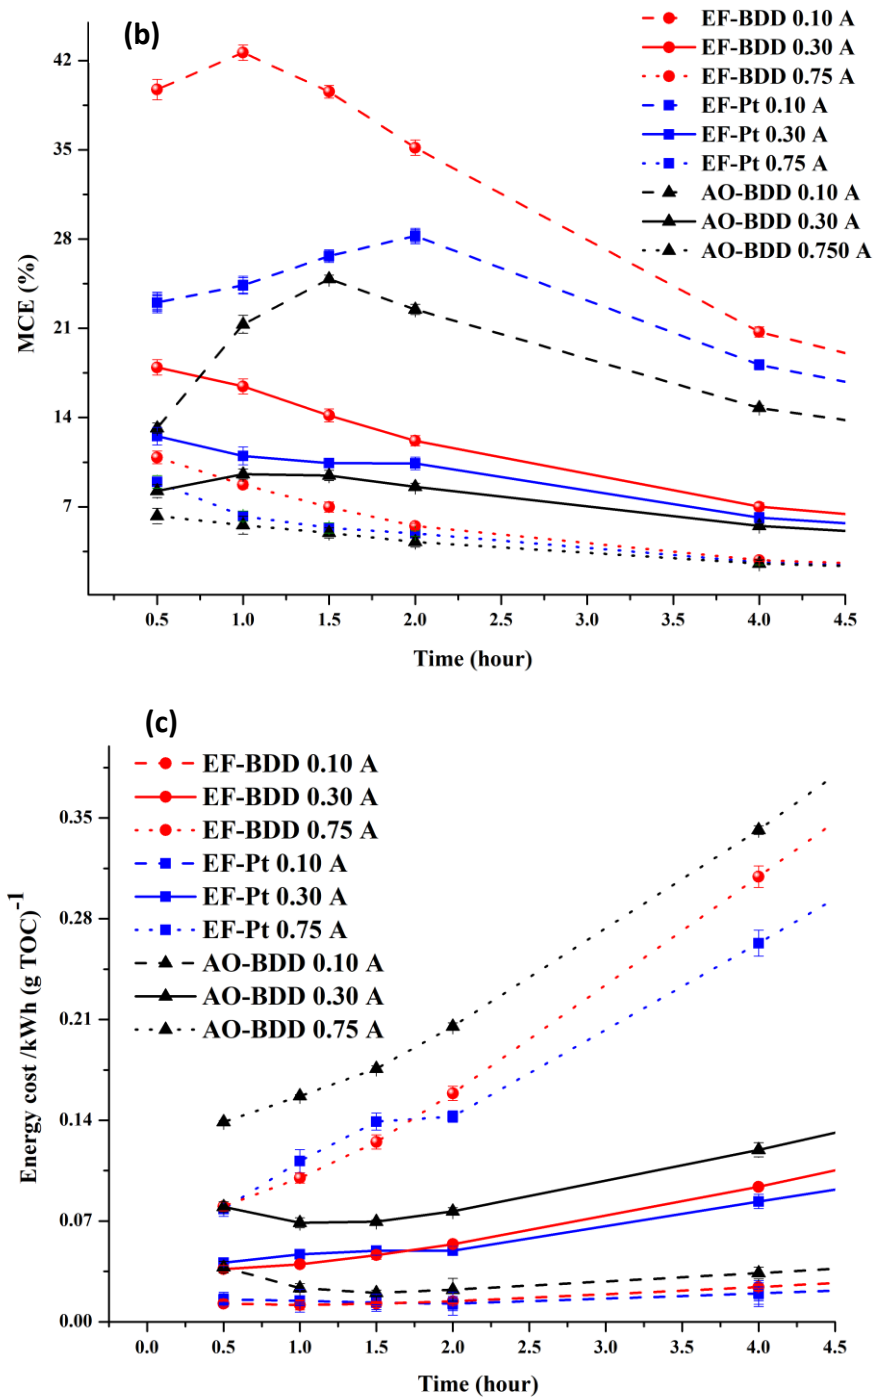 (b)
EF-BDD 0.10 A
EF-BDD 0.30 A
EF-BDD 0.75 A
EF-Pt 0.10 A
EF-Pt 0.30 A
EF-Pt 0.75 A
AO-BDD 0.10 A
AO-BDD 0.30 A
AO-BDD 0.750 A
MCE (%)
42
35
28
21
14
7
0.5 1.0 1.5 2.0 2.5 3.0 3.5 4.0 4.5
Time (hour)
(c)
EF-BDD 0.10 A
EF-BDD 0.30 A
EF-BDD 0.75 A
EF-Pt 0.10 A
EF-Pt 0.30 A
EF-Pt 0.75 A
AO-BDD 0.10 A
AO-BDD 0.30 A
AO-BDD 0.75 A
Energy cost /kWh (g TOC)⁻¹
0.35
0.28
0.21
0.14
0.07
0.00
0.0 0.5 1.0 1.5 2.0 2.5 3.0 3.5 4.0 4.5
Time (hour)